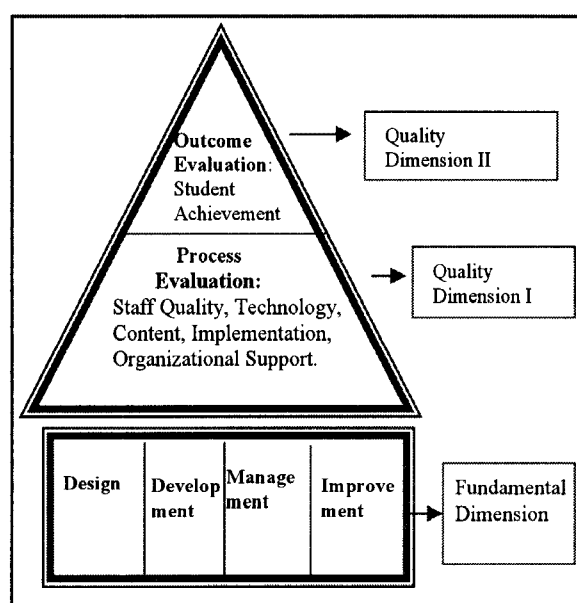 Outcome
Evaluation:
Student
Achievement
Quality
Dimension II
Process
Evaluation:
Staff Quality, Technology,
Content, Implementation,
Organizational Support.
Quality
Dimension I
Design
Develop
ment
Manage
ment
Improve
ment
Fundamental
Dimension